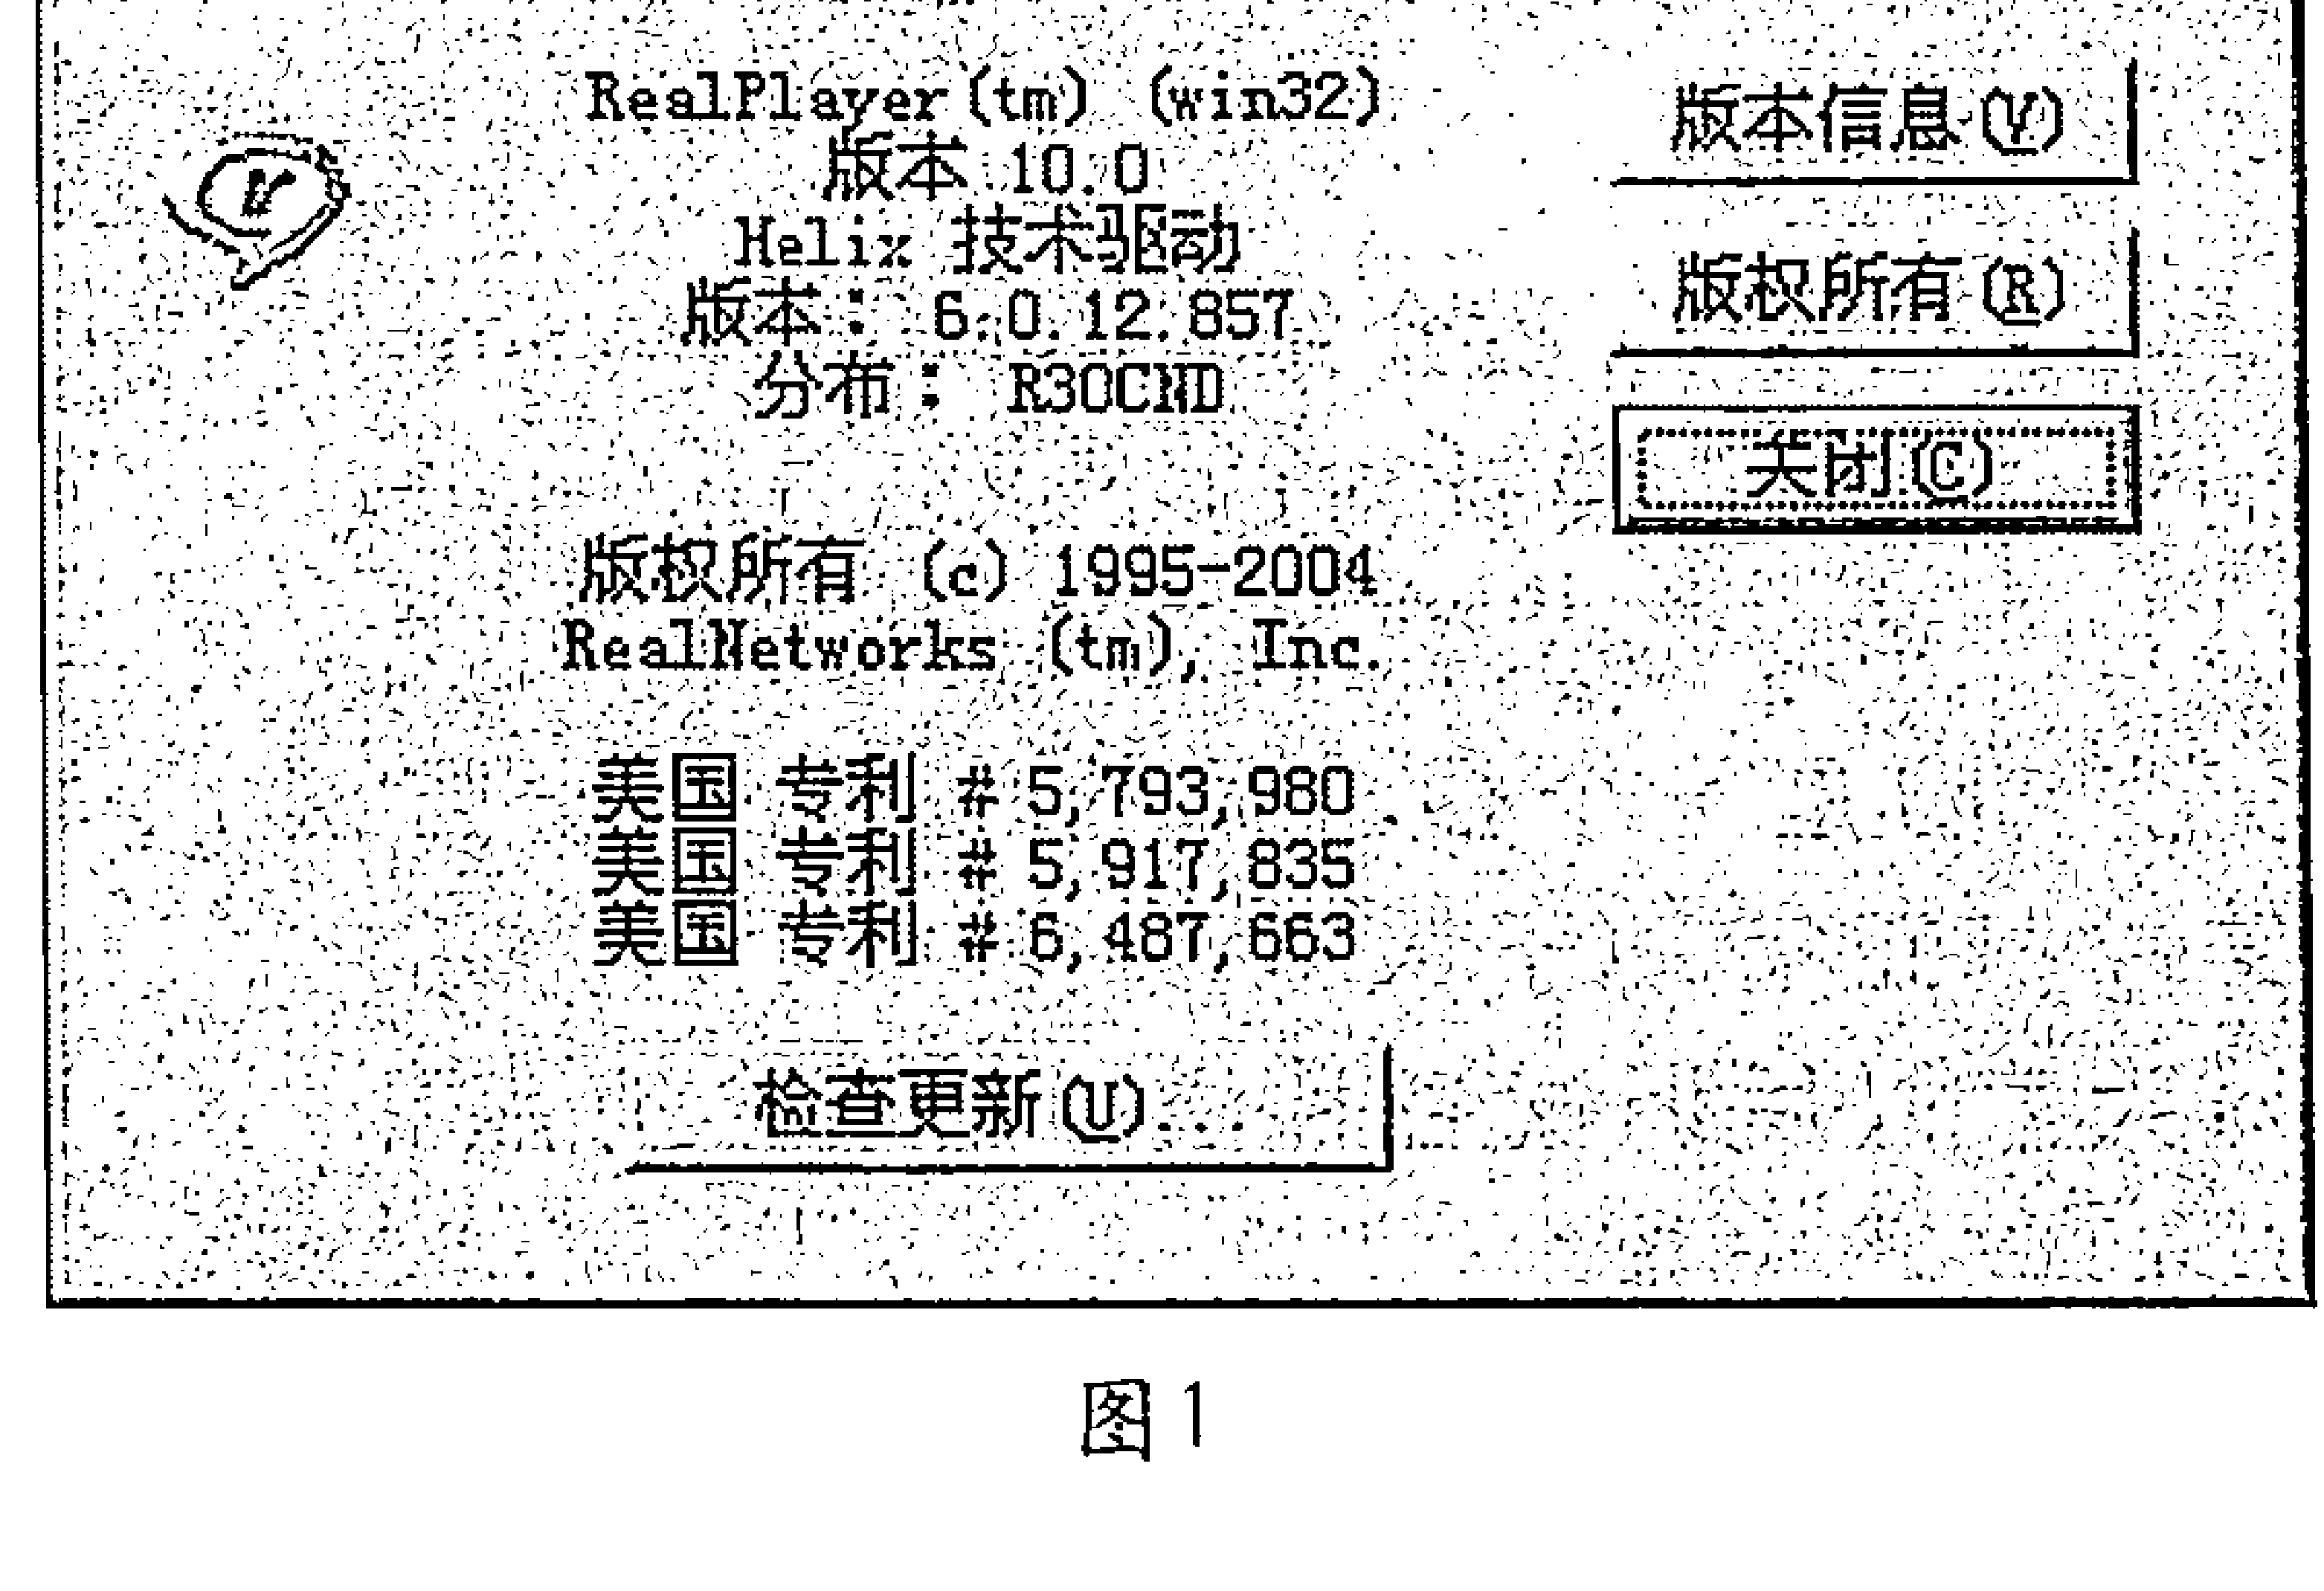 RealPlayer(tm) (win32)
版本 10.0
Helix 技术驱动
版本： 6.0.12.857
分布： R30CND
版权所有 (c) 1995-2004
RealNetworks (tm), Inc.
美国 专利 # 5,793,980
美国 专利 # 5,917,835
美国 专利 # 6,487,663
检查更新(U)...
版本信息(V)
版权所有(R)
关闭(C)
图1